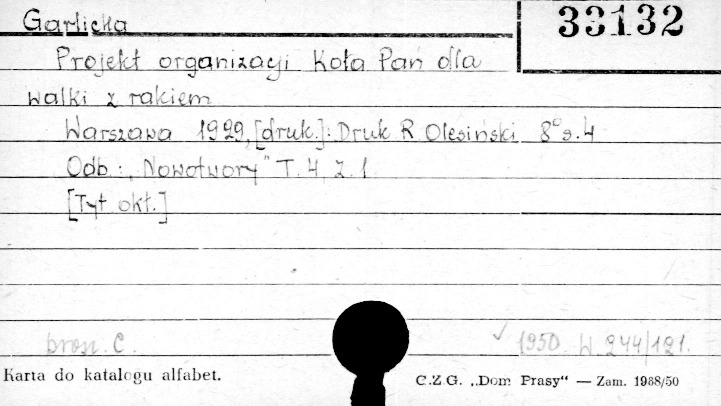 Garlicka
33132
Projekt organizacji Koła Pań dla
walki z rakiem
Warszawa 1929, [druk.]: Druk R. Olesiński 8° s. 4
Odb.: „Nowotwory" T. 4, Z. 1
[Tyt. okł.]
brosz. C.
✓ 1950. W. 244/121.
Karta do katalogu alfabet.
C.Z.G. „Dom Prasy“ — Zam. 1988/50